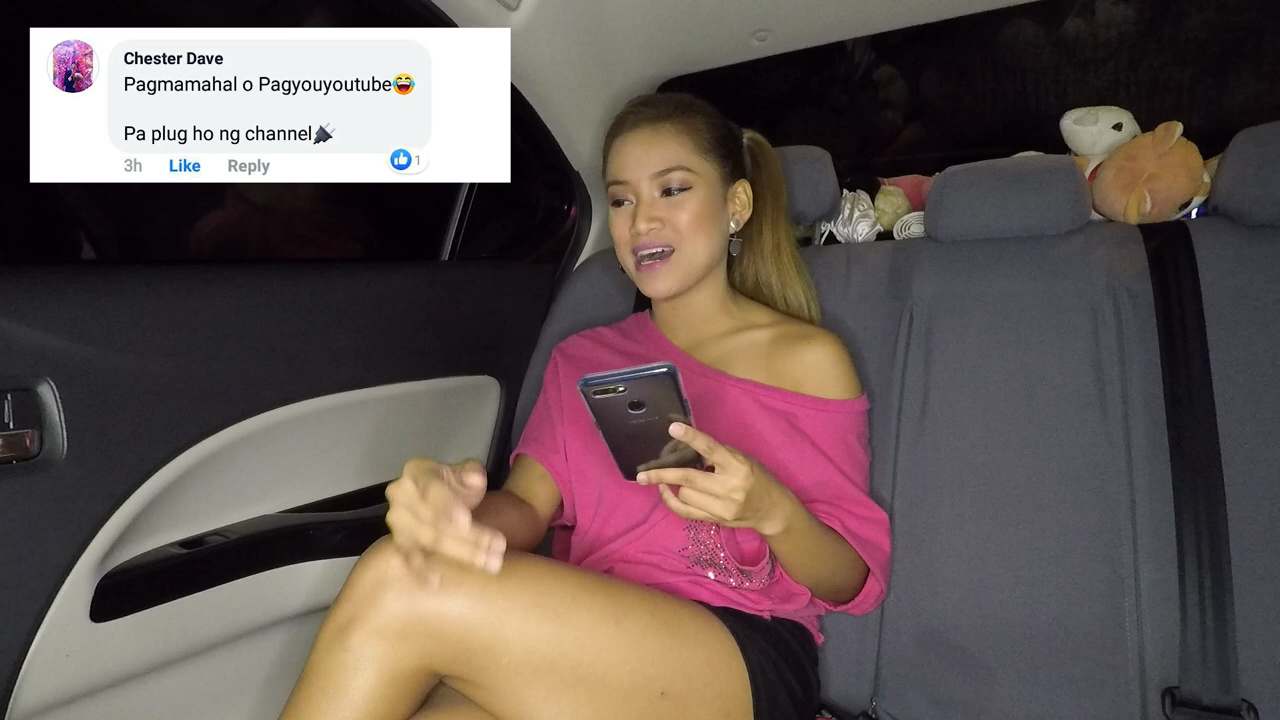 Chester Dave
Pagmamahal o Pagyouyoutube😂
Pa plug ho ng channel🔌
3h Like Reply 1